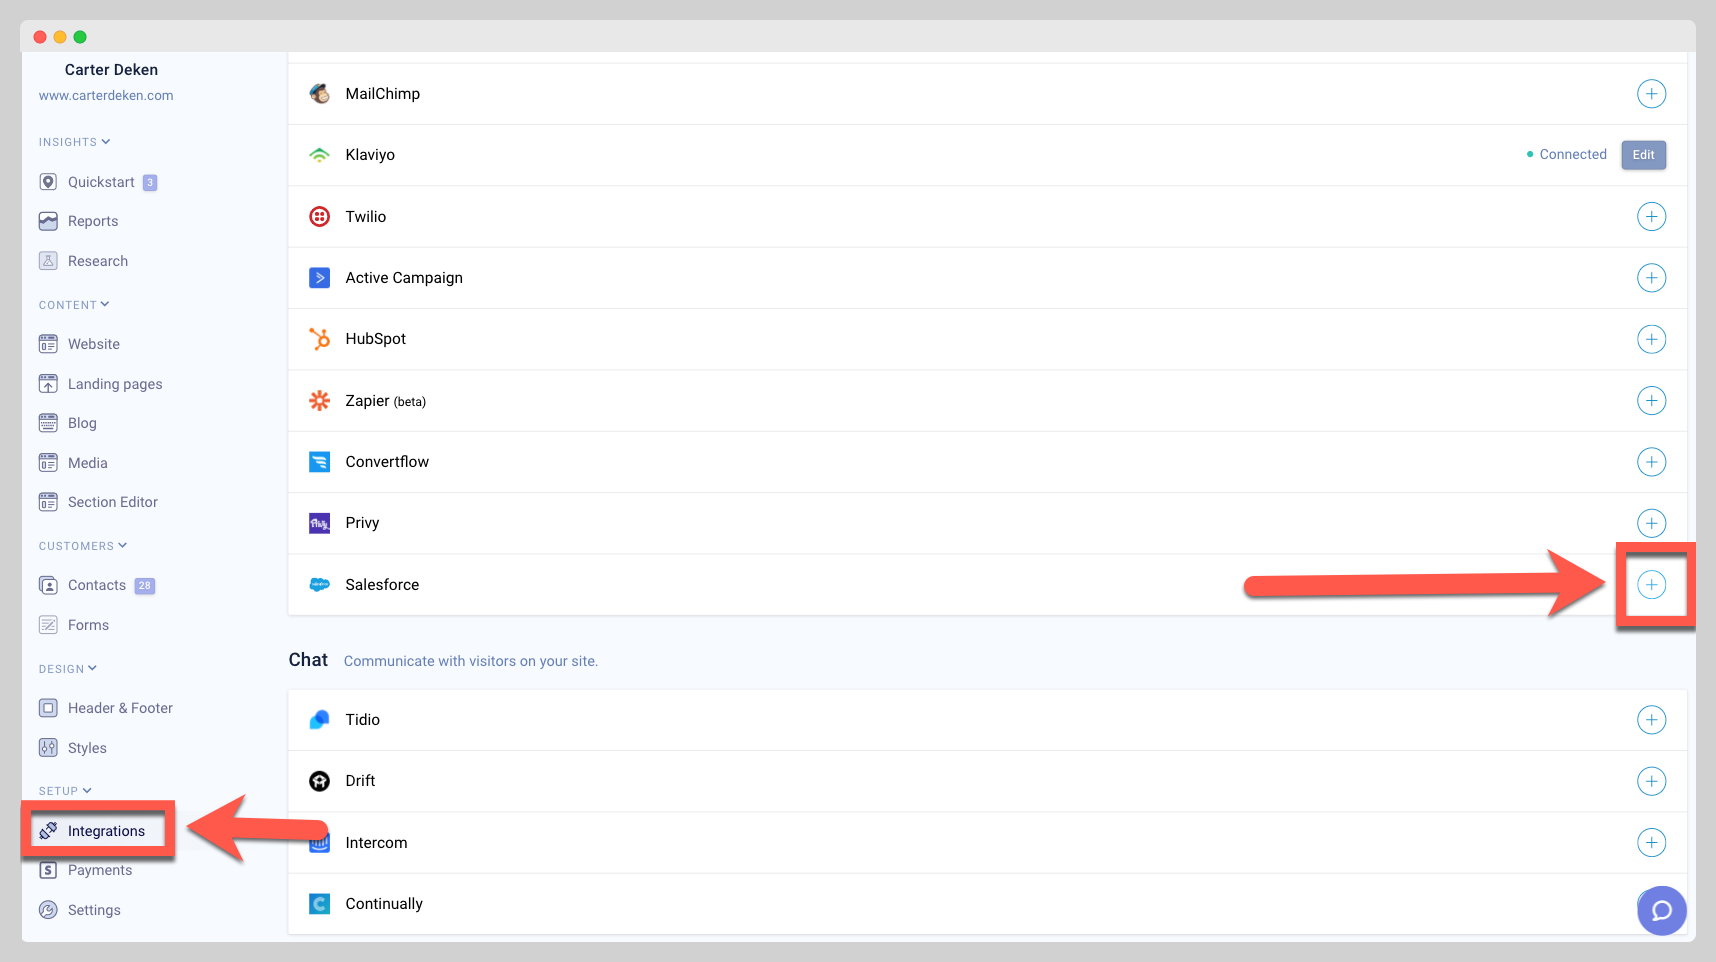 Carter Deken
www.carterdeken.com
INSIGHTS
Quickstart 3
Reports
Research
CONTENT
Website
Landing pages
Blog
Media
Section Editor
CUSTOMERS
Contacts 28
Forms
DESIGN
Header & Footer
Styles
SETUP
Integrations
Payments
Settings
MailChimp
Klaviyo Connected Edit
Twilio
Active Campaign
HubSpot
Zapier (beta)
Convertflow
Privy
Salesforce
Chat Communicate with visitors on your site.
Tidio
Drift
Intercom
Continually